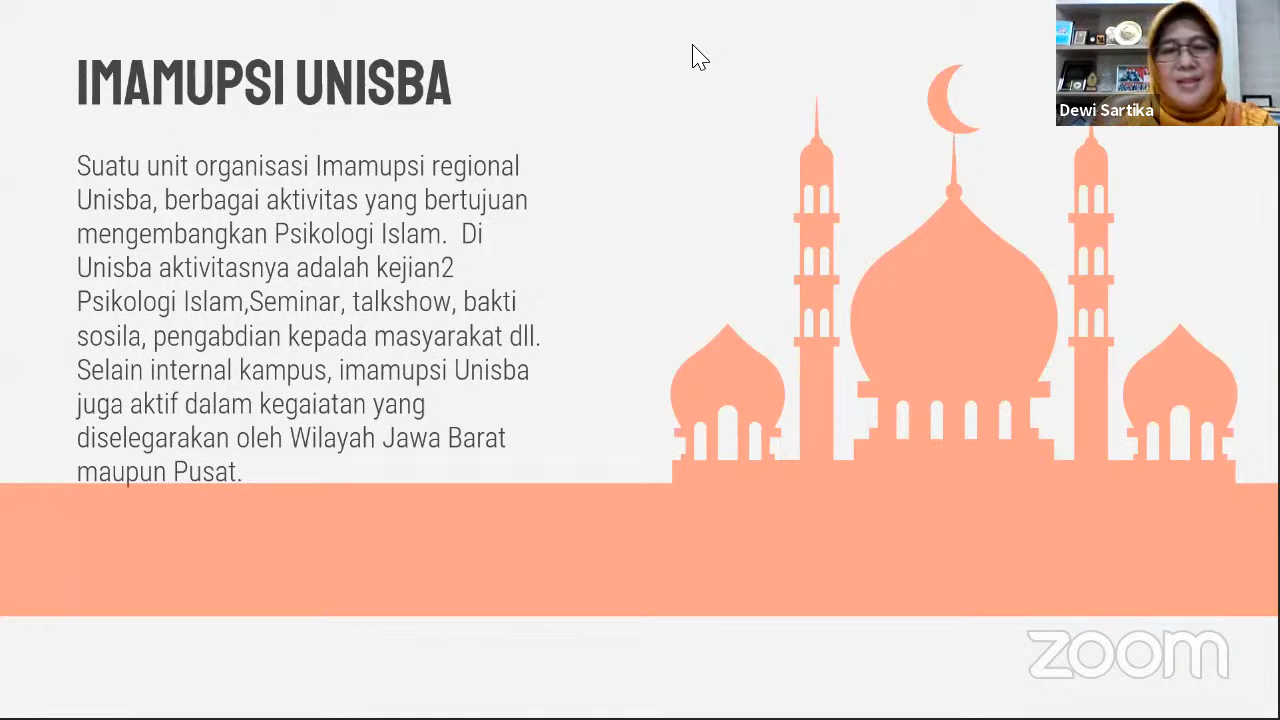 IMAMUPSI UNISBA
Dewi Sartika
Suatu unit organisasi Imamupsi regional
Unisba, berbagai aktivitas yang bertujuan
mengembangkan Psikologi Islam.  Di
Unisba aktivitasnya adalah kejian2
Psikologi Islam,Seminar, talkshow, bakti
sosila, pengabdian kepada masyarakat dll.
Selain internal kampus, imamupsi Unisba
juga aktif dalam kegaiatan yang
diselegarakan oleh Wilayah Jawa Barat
maupun Pusat.
zoom